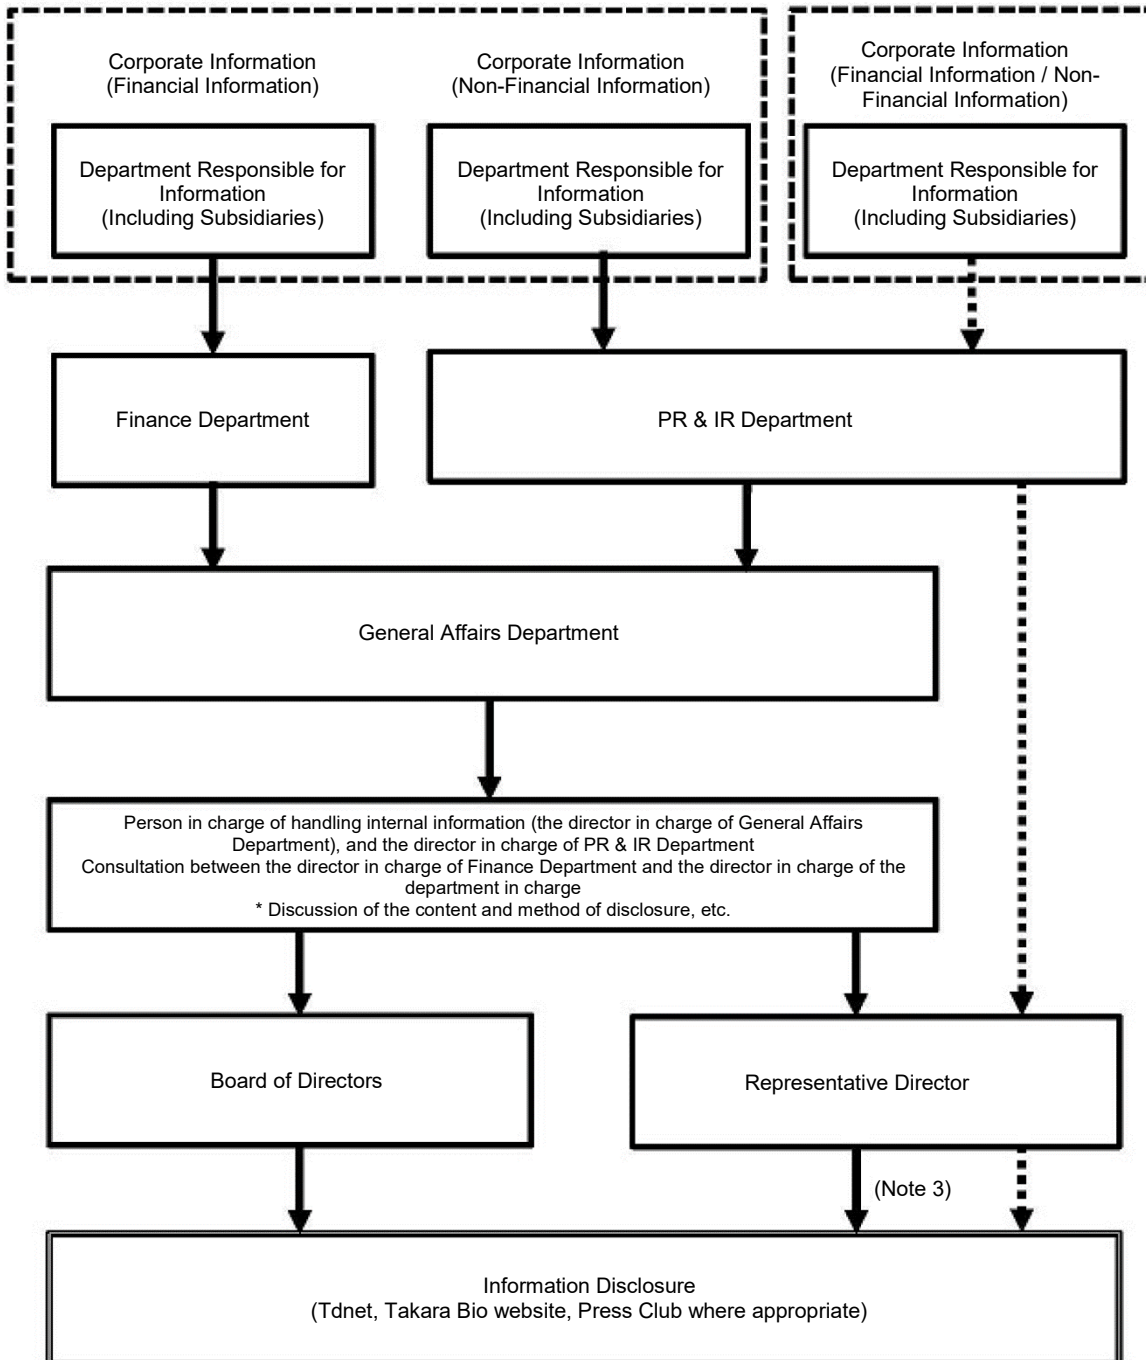 Corporate Information
(Financial Information)
Corporate Information
(Non-Financial Information)
Corporate Information
(Financial Information / Non-
Financial Information)
Department Responsible for
Information
(Including Subsidiaries)
Department Responsible for
Information
(Including Subsidiaries)
Department Responsible for
Information
(Including Subsidiaries)
Finance Department
PR & IR Department
General Affairs Department
Person in charge of handling internal information (the director in charge of General Affairs
Department), and the director in charge of PR & IR Department
Consultation between the director in charge of Finance Department and the director in charge of the
department in charge
* Discussion of the content and method of disclosure, etc.
Board of Directors
Representative Director
(Note 3)
Information Disclosure
(Tdnet, Takara Bio website, Press Club where appropriate)